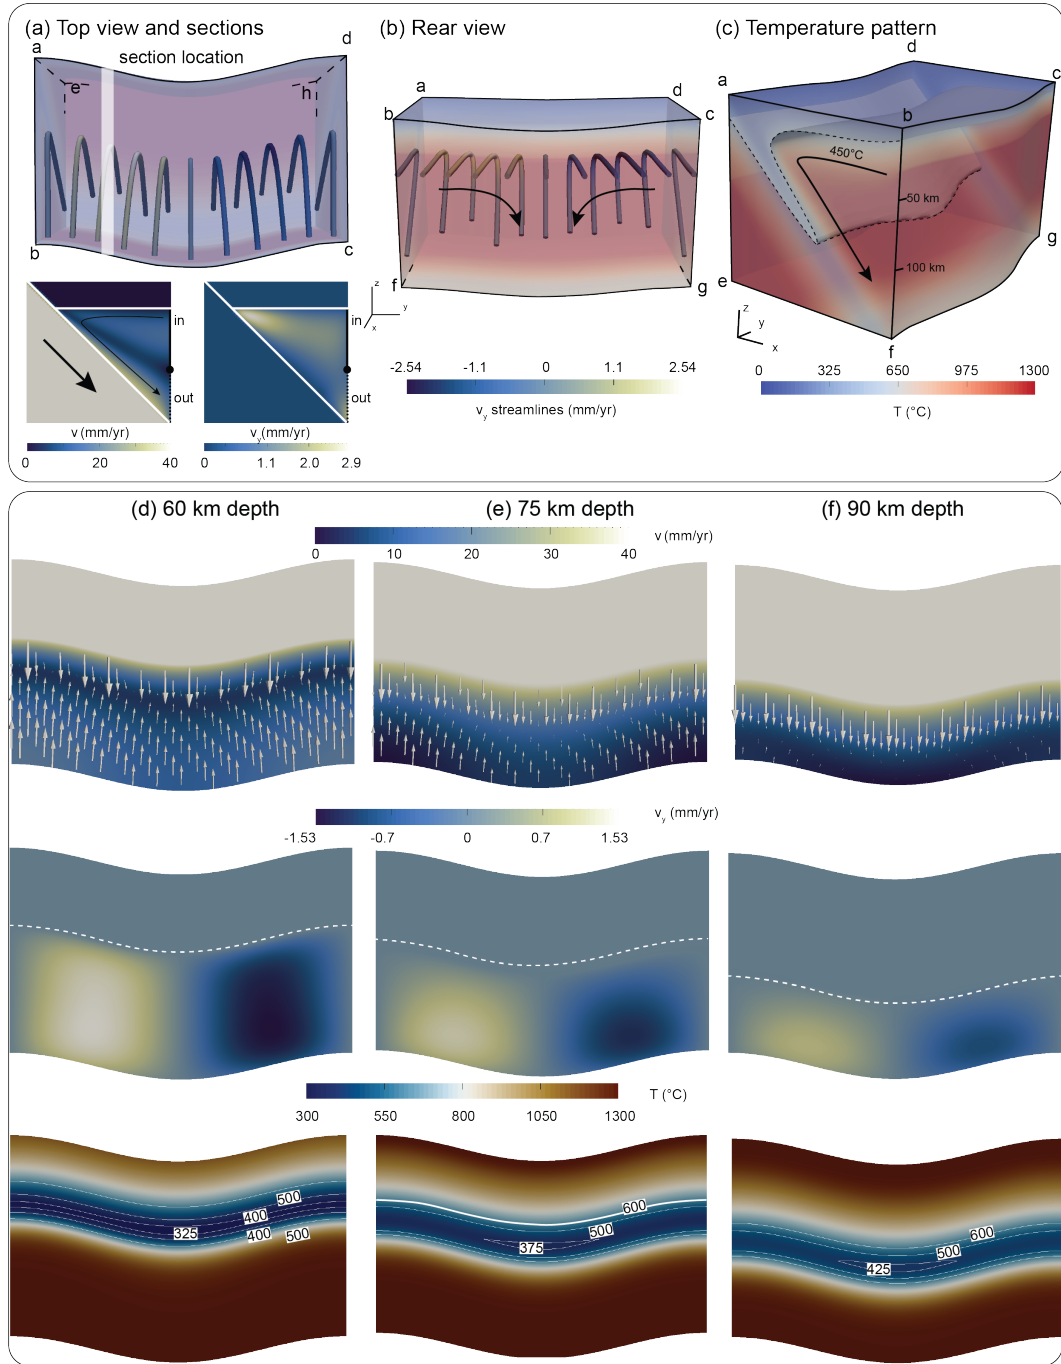 (a) Top view and sections
(b) Rear view
(c) Temperature pattern
section location
a
d
e
h
b
c
a
d
b
c
f
g
z
y
x
a
d
c
b
450°C
50 km
100 km
e
g
f
z
y
x
in
out
in
out
v (mm/yr)
0 20 40
v_y(mm/yr)
0 1.1 2.0 2.9
-2.54 -1.1 0 1.1 2.54
v_y streamlines (mm/yr)
0 325 650 975 1300
T (°C)
(d) 60 km depth
(e) 75 km depth
(f) 90 km depth
v (mm/yr)
0 10 20 30 40
v_y (mm/yr)
-1.53 -0.7 0 0.7 1.53
T (°C)
300 550 800 1050 1300
500
400
325
400
500
600
500
375
600
500
425